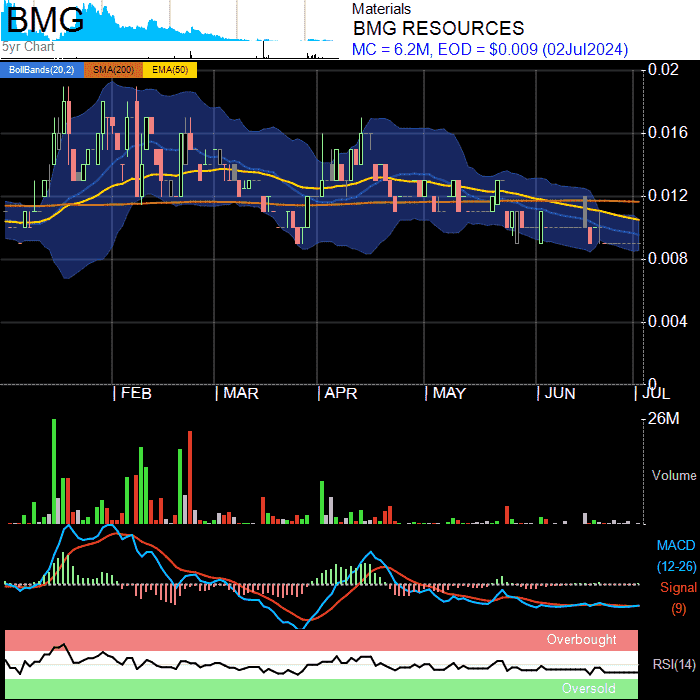 BMG
5yr Chart
Materials
BMG RESOURCES
MC = 6.2M, EOD = $0.009 (02Jul2024)
BollBands(20,2) SMA(200) EMA(50)
0.02
0.016
0.012
0.008
0.004
0
FEB MAR APR MAY JUN JUL
26M
Volume
MACD
(12-26)
Signal
(9)
Overbought
RSI(14)
Oversold